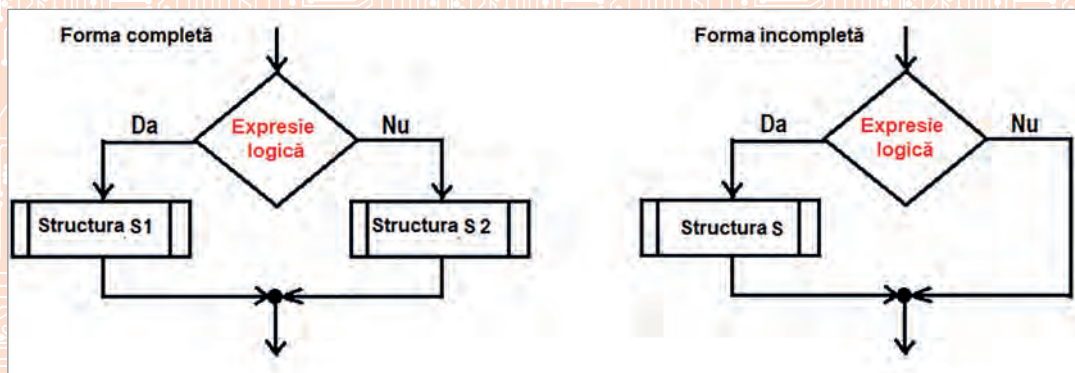 Forma completă
Da
Expresie
logică
Nu
Structura S1
Structura S 2
Forma incompletă
Da
Expresie
logică
Nu
Structura S